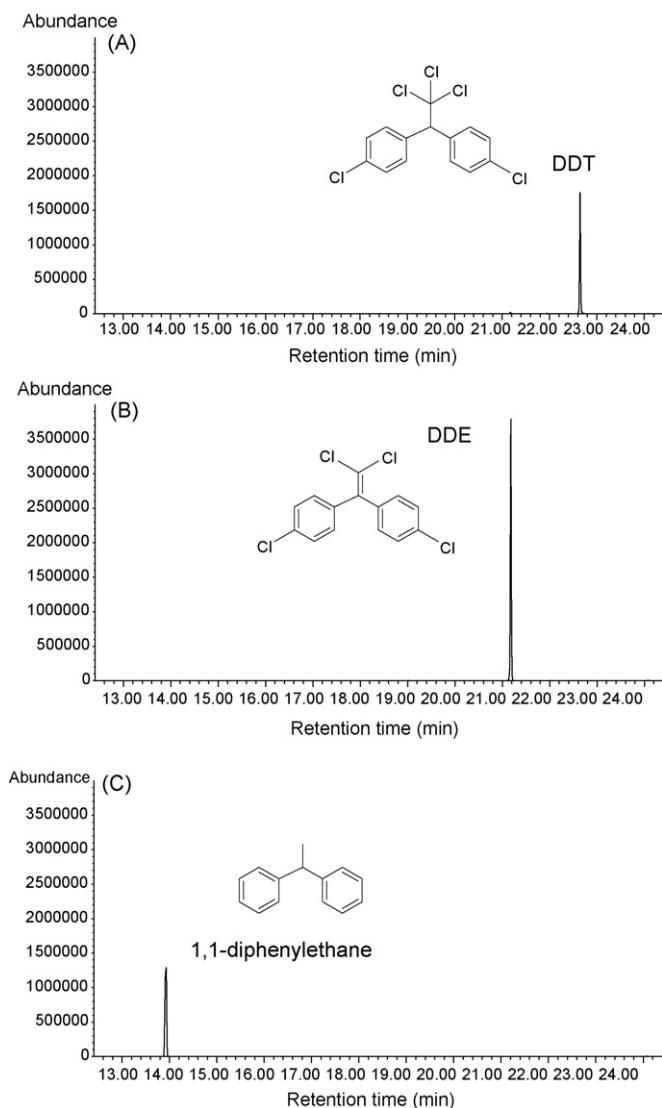 Abundance
(A)
3500000
3000000
2500000
2000000
1500000
1000000
500000
0
Cl
Cl Cl
Cl Cl
DDT
13.00 14.00 15.00 16.00 17.00 18.00 19.00 20.00 21.00 22.00 23.00 24.00
Retention time (min)
Abundance
(B)
3500000
3000000
2500000
2000000
1500000
1000000
500000
0
Cl Cl
Cl Cl
DDE
13.00 14.00 15.00 16.00 17.00 18.00 19.00 20.00 21.00 22.00 23.00 24.00
Retention time (min)
Abundance
(C)
3500000
3000000
2500000
2000000
1500000
1000000
500000
0
1,1-diphenylethane
13.00 14.00 15.00 16.00 17.00 18.00 19.00 20.00 21.00 22.00 23.00 24.00
Retention time (min)